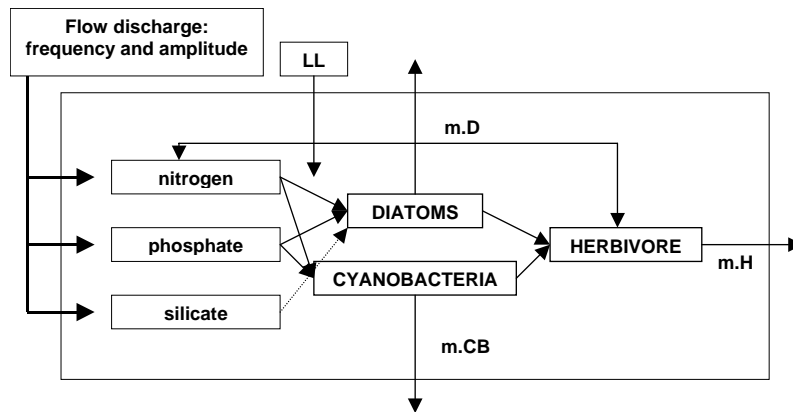 Flow discharge:
frequency and amplitude
LL
m.D
nitrogen
DIATOMS
phosphate
HERBIVORE
m.H
CYANOBACTERIA
silicate
m.CB